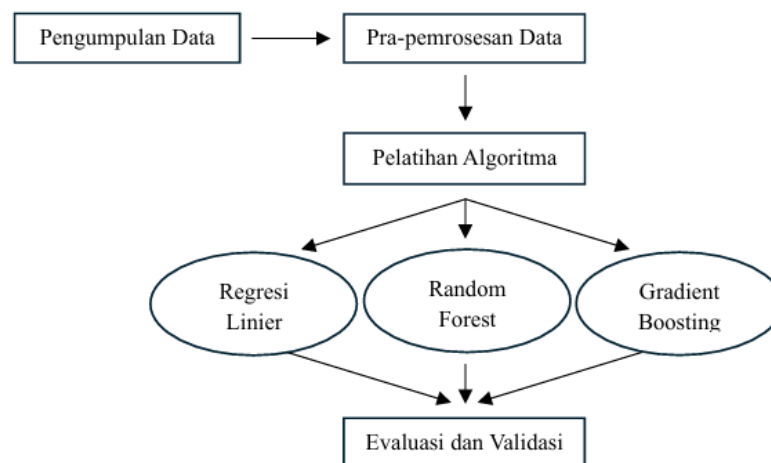 Pengumpulan Data
Pra-pemrosesan Data
Pelatihan Algoritma
Regresi
Linier
Random
Forest
Gradient
Boosting
Evaluasi dan Validasi